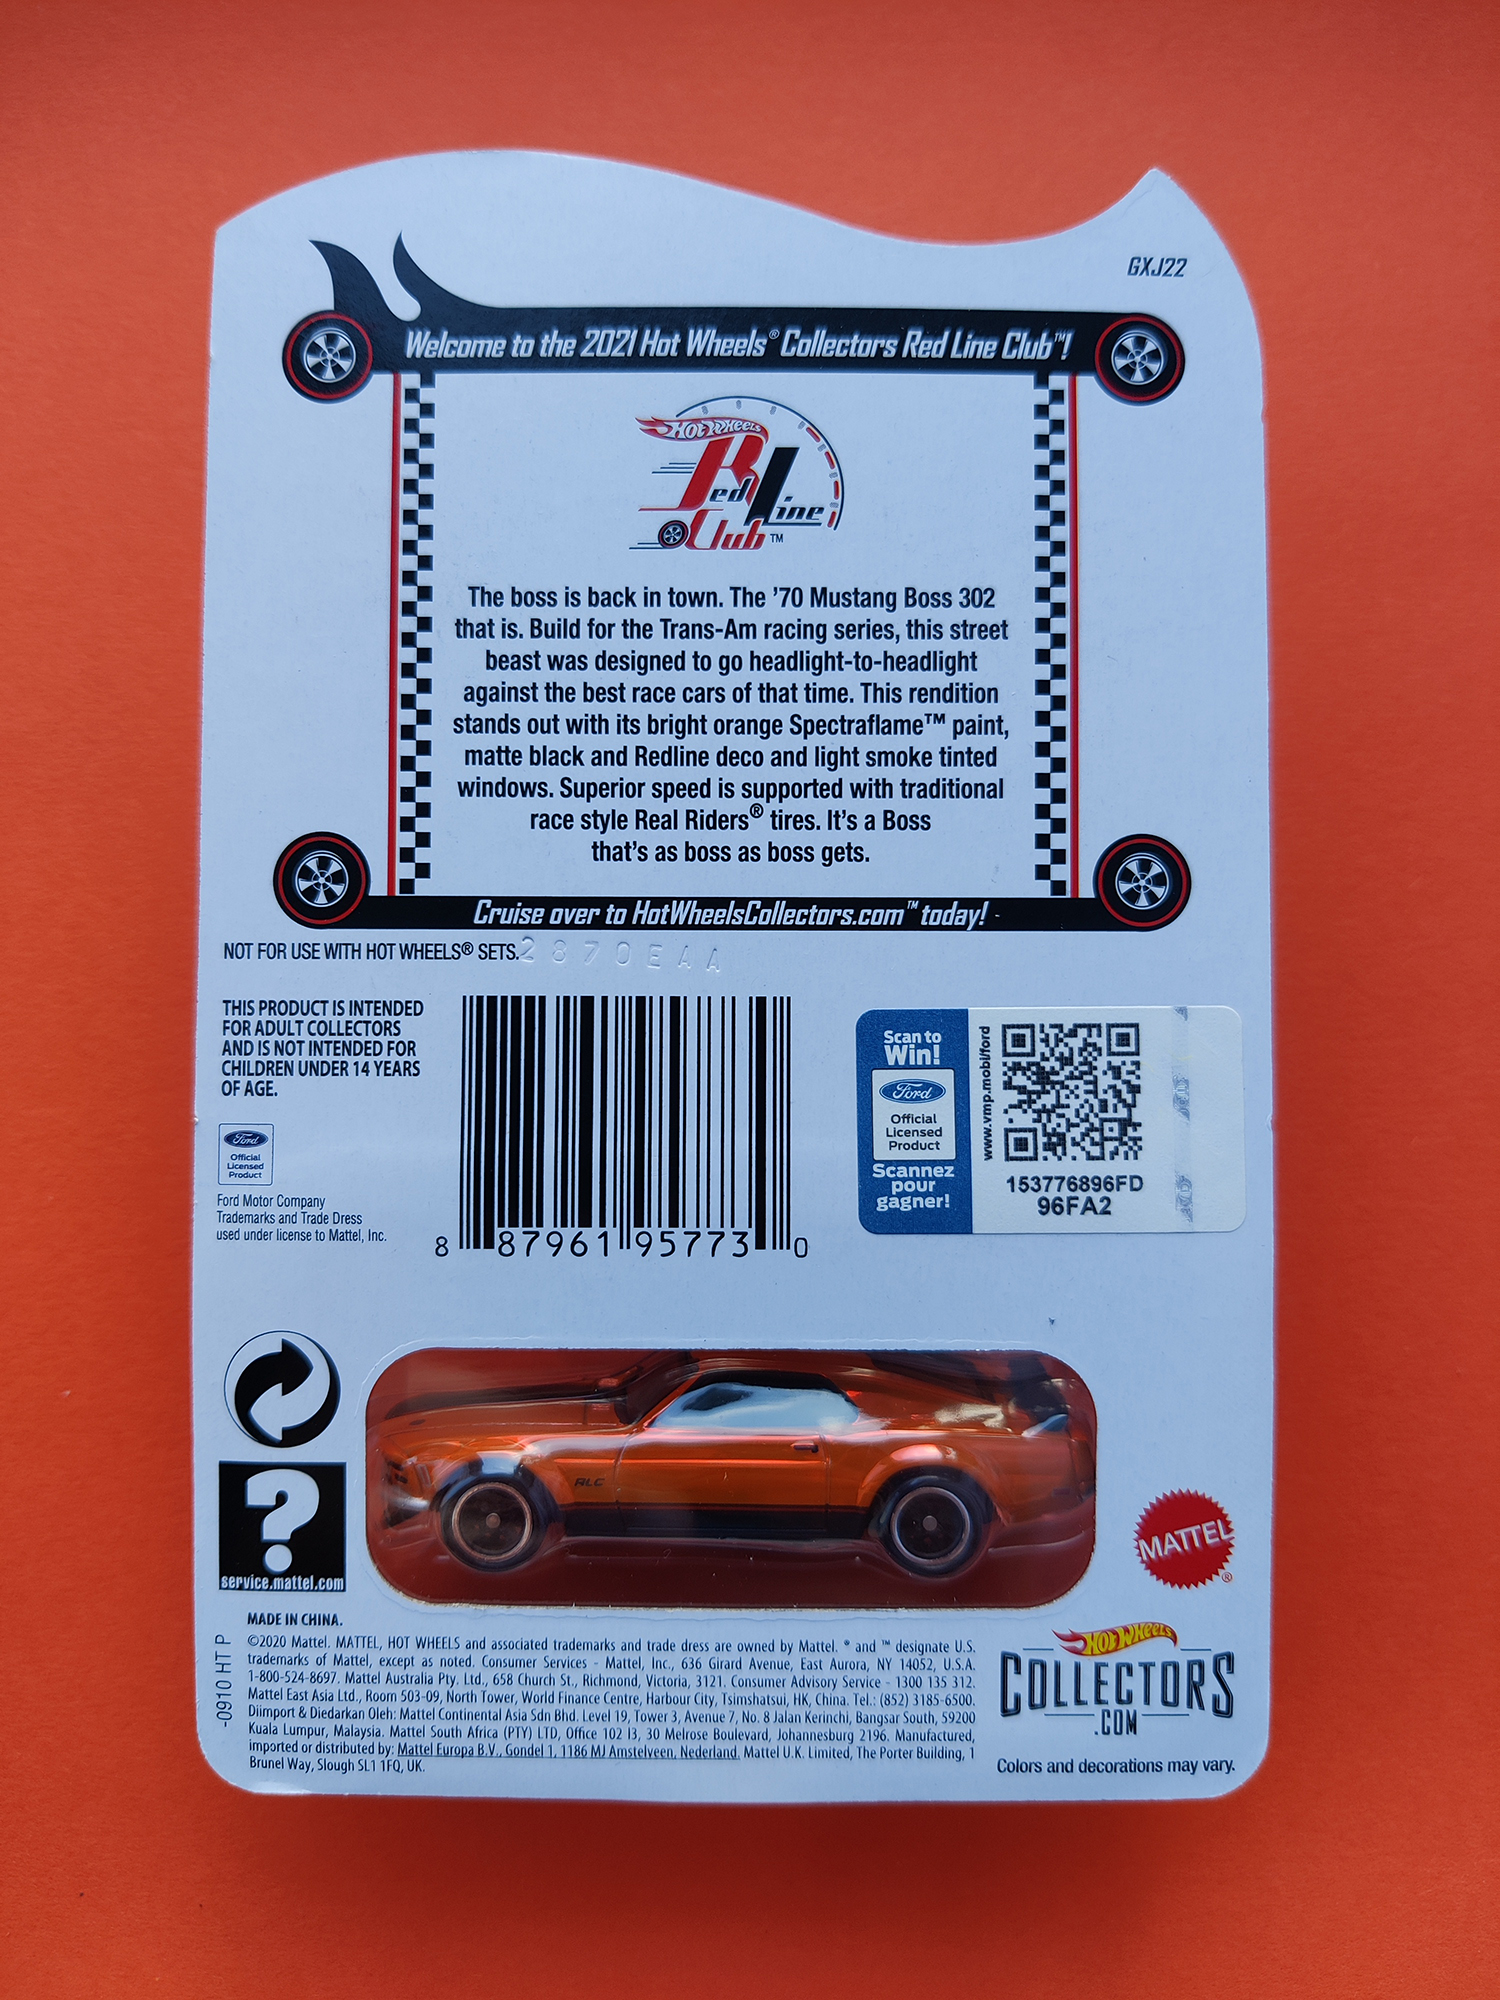 GXJ22
Welcome to the 2021 Hot Wheels® Collectors Red Line Club™!
Hot Wheels
Red Line
Club™
The boss is back in town. The ’70 Mustang Boss 302
that is. Build for the Trans-Am racing series, this street
beast was designed to go headlight-to-headlight
against the best race cars of that time. This rendition
stands out with its bright orange Spectraflame™ paint,
matte black and Redline deco and light smoke tinted
windows. Superior speed is supported with traditional
race style Real Riders® tires. It’s a Boss
that’s as boss as boss gets.
Cruise over to HotWheelsCollectors.com™ today!
NOT FOR USE WITH HOT WHEELS® SETS.
2870EAA
THIS PRODUCT IS INTENDED
FOR ADULT COLLECTORS
AND IS NOT INTENDED FOR
CHILDREN UNDER 14 YEARS
OF AGE.
Ford
Official
Licensed
Product
Ford Motor Company
Trademarks and Trade Dress
used under license to Mattel, Inc.
8 87961 95773 0
Scan to
Win!
Ford
Official
Licensed
Product
Scannez
pour
gagner!
www.vmp.mobi/ford
153776896FD
96FA2
RLC
?
service.mattel.com
MATTEL®
-0910 HT P
MADE IN CHINA.
©2020 Mattel. MATTEL, HOT WHEELS and associated trademarks and trade dress are owned by Mattel. ® and ™ designate U.S.
trademarks of Mattel, except as noted. Consumer Services - Mattel, Inc., 636 Girard Avenue, East Aurora, NY 14052, U.S.A.
1-800-524-8697. Mattel Australia Pty. Ltd., 658 Church St., Richmond, Victoria, 3121. Consumer Advisory Service - 1300 135 312.
Mattel East Asia Ltd., Room 503-09, North Tower, World Finance Centre, Harbour City, Tsimshatsui, HK, China. Tel.: (852) 3185-6500.
Diimport & Diedarkan Oleh: Mattel Continental Asia Sdn Bhd. Level 19, Tower 3, Avenue 7, No. 8 Jalan Kerinchi, Bangsar South, 59200
Kuala Lumpur, Malaysia. Mattel South Africa (PTY) LTD, Office 102 I3, 30 Melrose Boulevard, Johannesburg 2196. Manufactured,
imported or distributed by: Mattel Europa B.V., Gondel 1, 1186 MJ Amstelveen, Nederland. Mattel U.K. Limited, The Porter Building, 1
Brunel Way, Slough SL1 1FQ, UK.
Hot Wheels
COLLECTORS
.COM
Colors and decorations may vary.